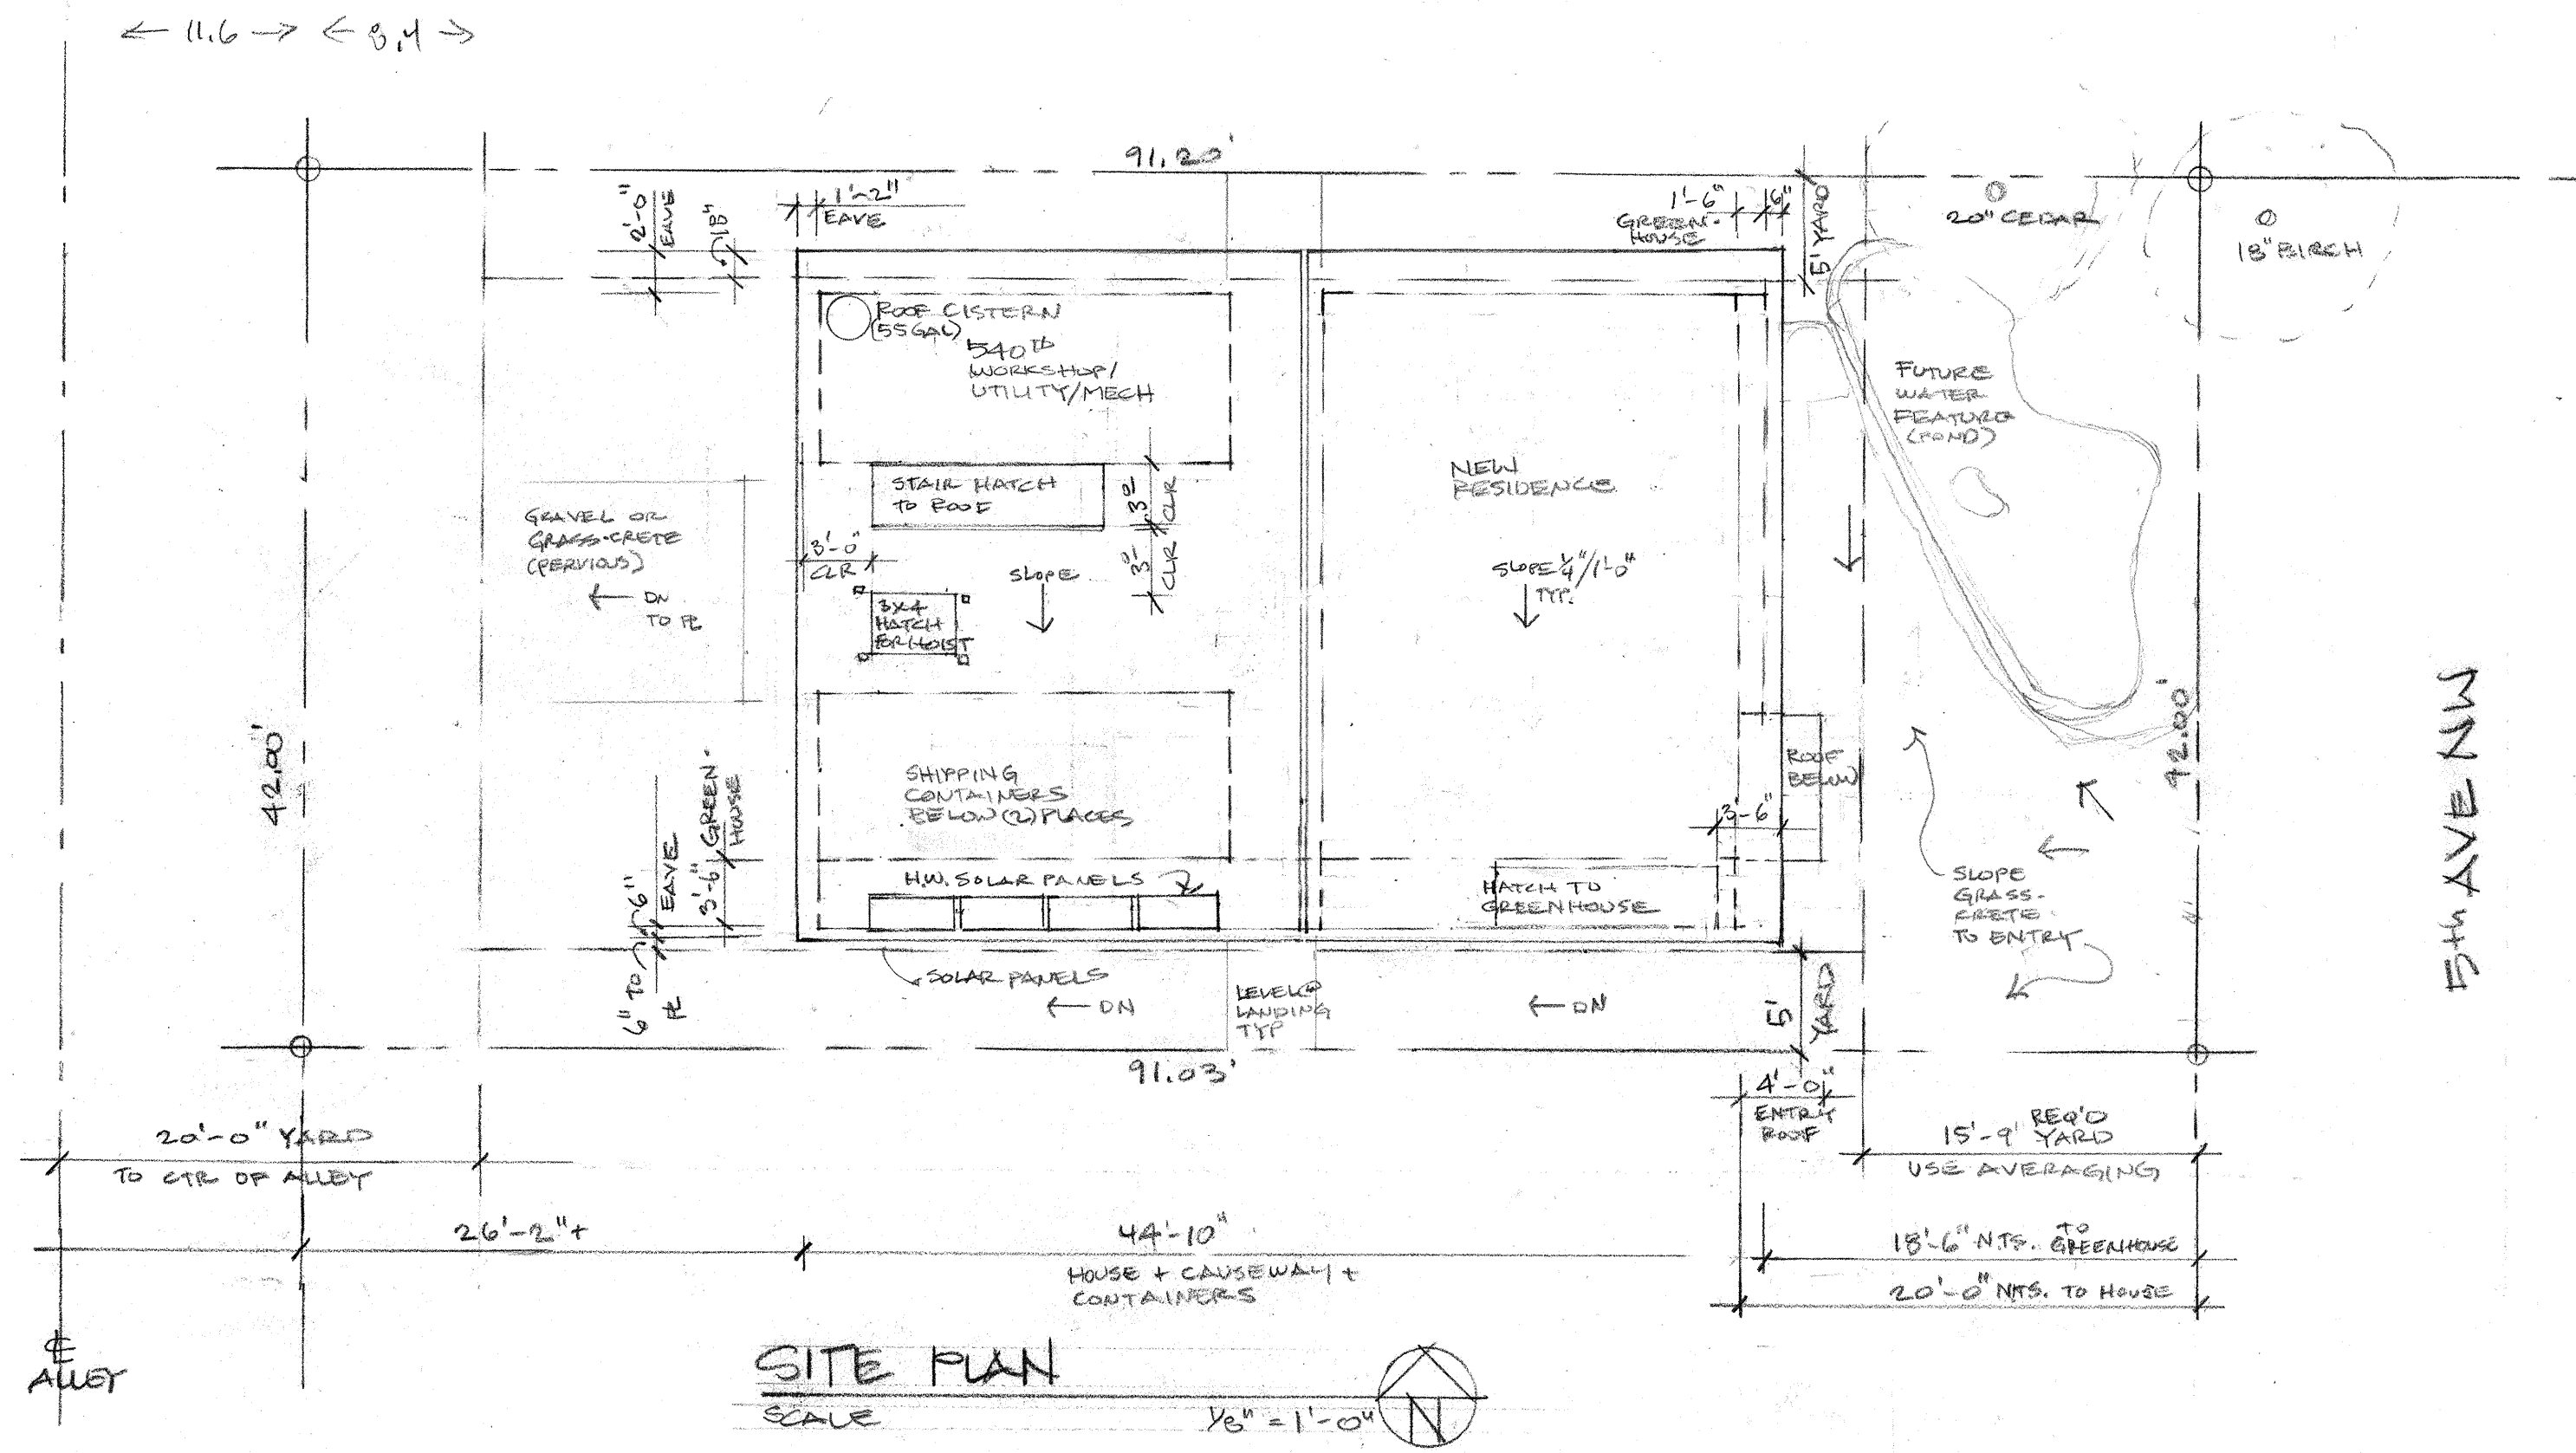 ← 11.6 → ← 8.4 →
91.20'
2'-0"
EAVE
18"
1'-2"
EAVE
1'-6"
6"
GREEN-
HOUSE
5' YARD
20" CEDAR
18" BIRCH
ROOF CISTERN
(55GAL)
540
WORKSHOP/
UTILITY/MECH
FUTURE
WATER
FEATURE
(POND)
STAIR HATCH
TO ROOF
3'-0"
CLR
3'0
CLR
3'0
CLR
NEW
RESIDENCE
GRAVEL OR
GRASS-CRETE
(PERVIOUS)
← DN
TO PL
SLOPE
SLOPE 1/4"/1'-0"
TYP.
3x4
HATCH
FOR HOIST
42.00'
42.00'
5th AVE NW
SHIPPING
CONTAINERS
BELOW (2) PLACES
ROOF
BELOW
3'-6"
3'-6" GREEN-
HOUSE
6"
EAVE
6" TO
PL
H.W. SOLAR PANELS
HATCH TO
GREENHOUSE
SLOPE
GRASS-
CRETE
TO ENTRY
SOLAR PANELS
← DN
LEVEL
LANDING
TYP
← DN
5'
YARD
91.03'
4'-0"
ENTRY
ROOF
20'-0" YARD
TO CTR OF ALLEY
15'-9' REQ'D
YARD
USE AVERAGING
26'-2"+
44'-10"
HOUSE + CAUSEWAY +
CONTAINERS
18'-6" N.T.S. TO
GREENHOUSE
20'-0" NTS. TO HOUSE
CL
ALLEY
SITE PLAN
SCALE 1/8" = 1'-0"
N